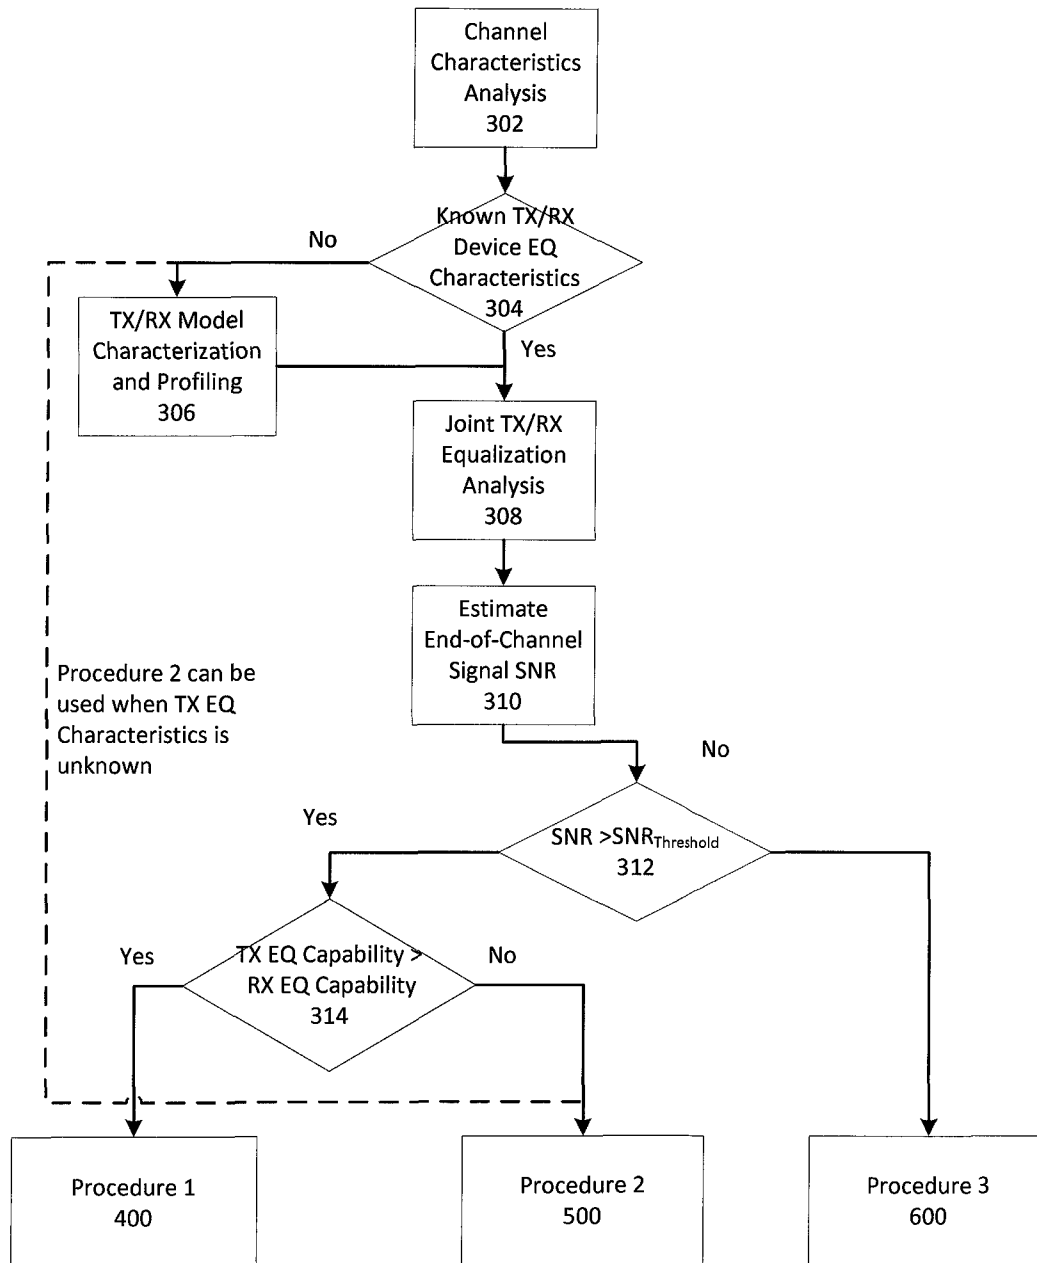 Channel
Characteristics
Analysis
302
Known TX/RX
Device EQ
Characteristics
304
No
Yes
TX/RX Model
Characterization
and Profiling
306
Joint TX/RX
Equalization
Analysis
308
Estimate
End-of-Channel
Signal SNR
310
Procedure 2 can be
used when TX EQ
Characteristics is
unknown
No
Yes
SNR >SNRThreshold
312
Yes
TX EQ Capability >
RX EQ Capability
314
No
Procedure 1
400
Procedure 2
500
Procedure 3
600